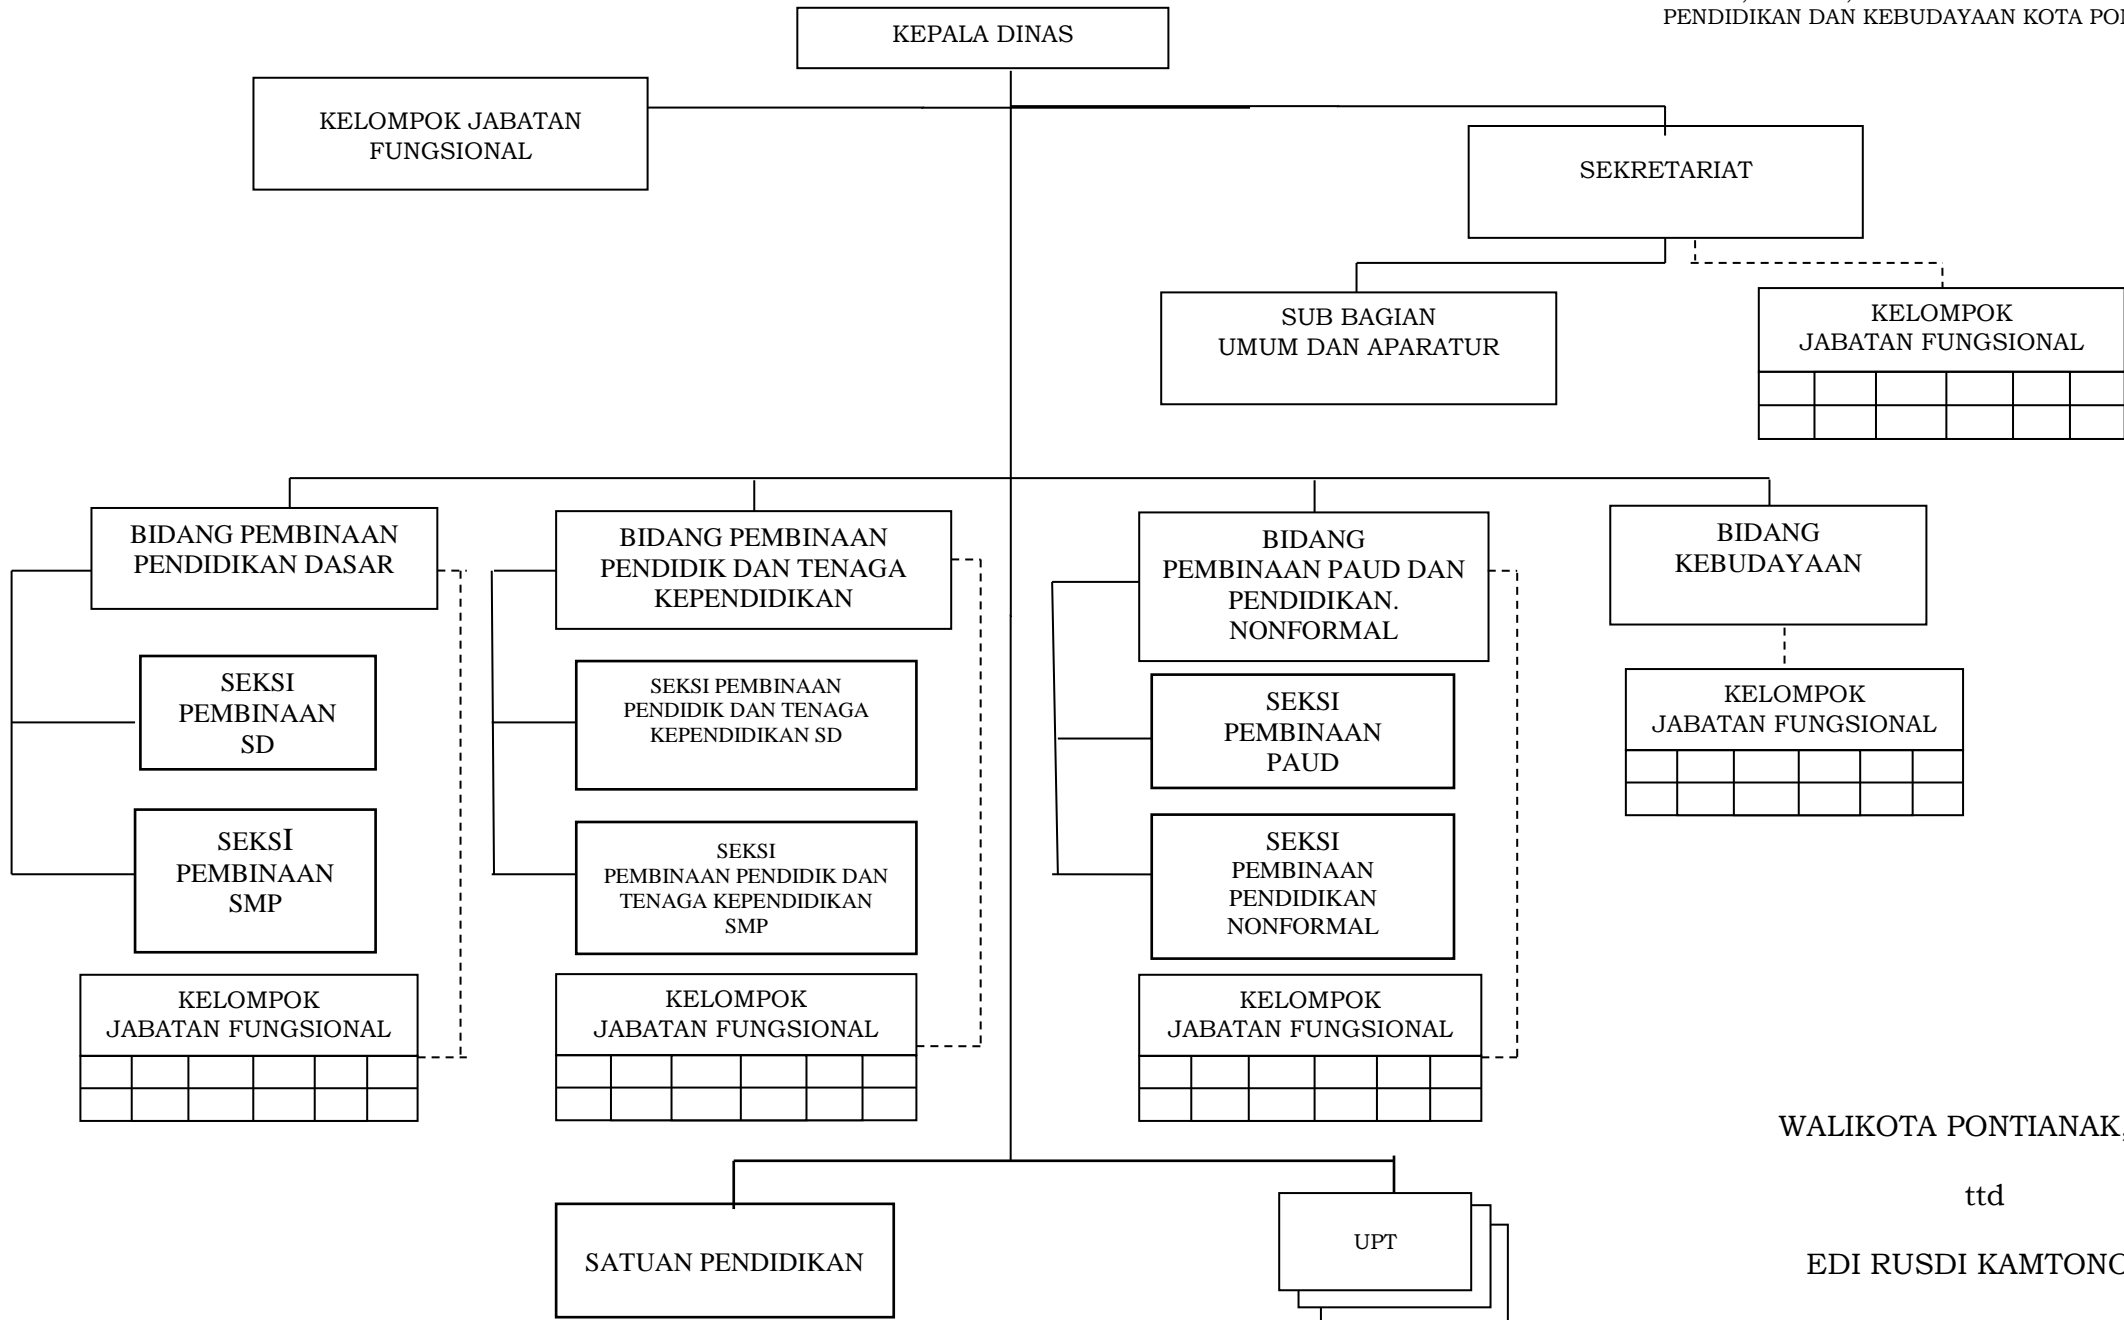 PENDIDIKAN DAN KEBUDAYAAN KOTA
KEPALA DINAS
KELOMPOK JABATAN
FUNGSIONAL
SEKRETARIAT
SUB BAGIAN
UMUM DAN APARATUR
KELOMPOK
JABATAN FUNGSIONAL
BIDANG PEMBINAAN
PENDIDIKAN DASAR
BIDANG PEMBINAAN
PENDIDIK DAN TENAGA
KEPENDIDIKAN
BIDANG
PEMBINAAN PAUD DAN
PENDIDIKAN.
NONFORMAL
BIDANG
KEBUDAYAAN
SEKSI
PEMBINAAN
SD
SEKSI PEMBINAAN
PENDIDIK DAN TENAGA
KEPENDIDIKAN SD
SEKSI
PEMBINAAN
PAUD
KELOMPOK
JABATAN FUNGSIONAL
SEKSI
PEMBINAAN
SMP
SEKSI
PEMBINAAN PENDIDIK DAN
TENAGA KEPENDIDIKAN
SMP
SEKSI
PEMBINAAN
PENDIDIKAN
NONFORMAL
KELOMPOK
JABATAN FUNGSIONAL
KELOMPOK
JABATAN FUNGSIONAL
KELOMPOK
JABATAN FUNGSIONAL
SATUAN PENDIDIKAN
UPT
WALIKOTA PONTIANAK,
ttd
EDI RUSDI KAMTONO